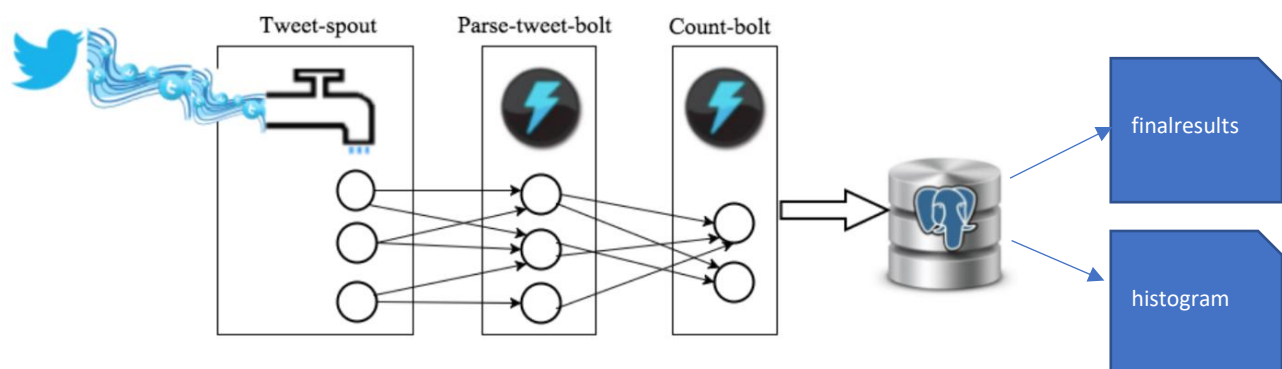 Tweet-spout
Parse-tweet-bolt
Count-bolt
finalresults
histogram